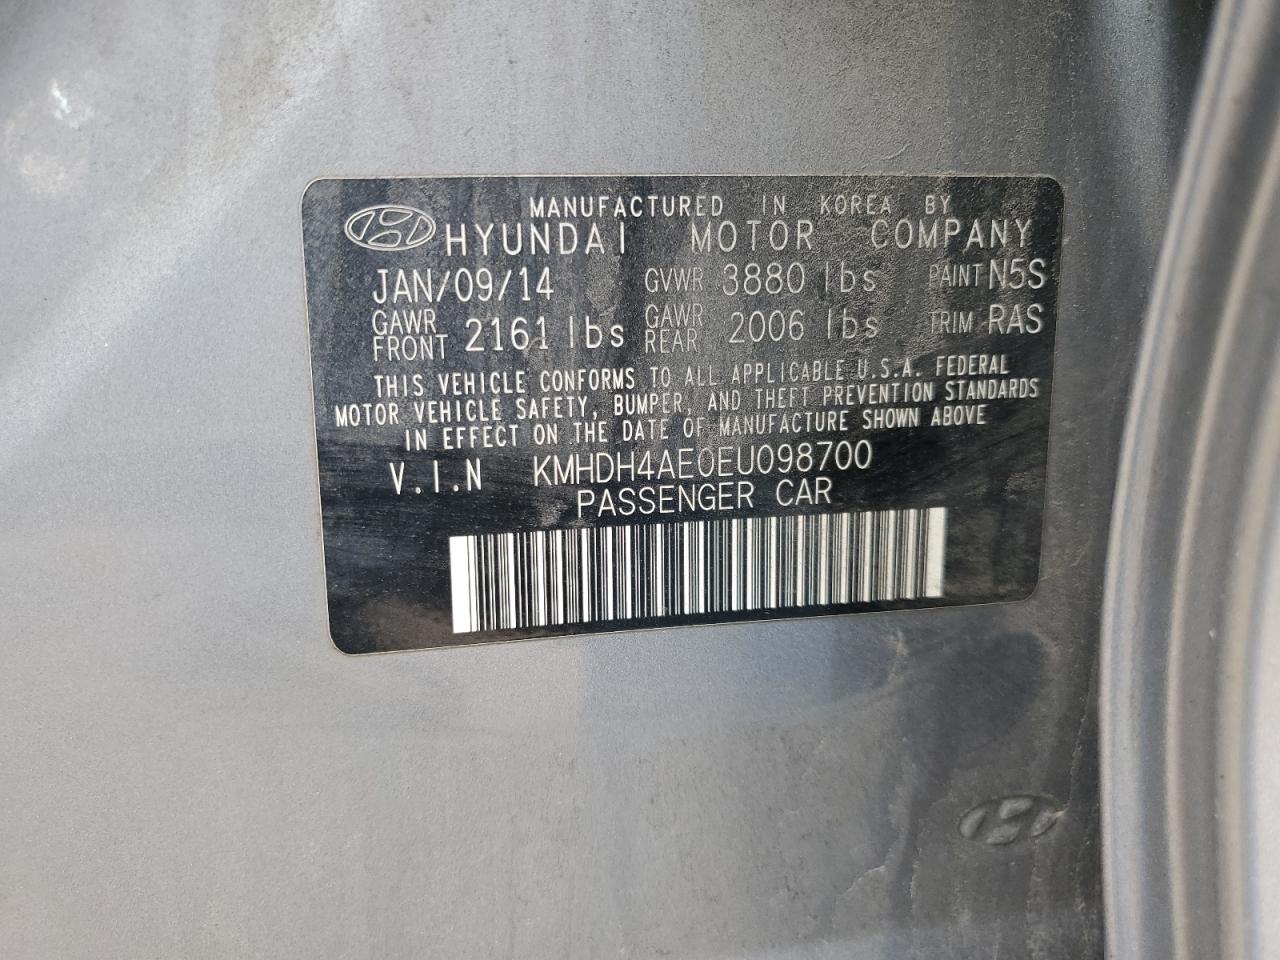 MANUFACTURED IN KOREA BY
HYUNDAI MOTOR COMPANY
JAN/09/14 GVWR 3880 lbs PAINT N5S
GAWR FRONT 2161 lbs GAWR REAR 2006 lbs TRIM RAS
THIS VEHICLE CONFORMS TO ALL APPLICABLE U.S.A. FEDERAL
MOTOR VEHICLE SAFETY, BUMPER, AND THEFT PREVENTION STANDARDS
IN EFFECT ON THE DATE OF MANUFACTURE SHOWN ABOVE
V.I.N KMHDH4AE0EU098700
PASSENGER CAR